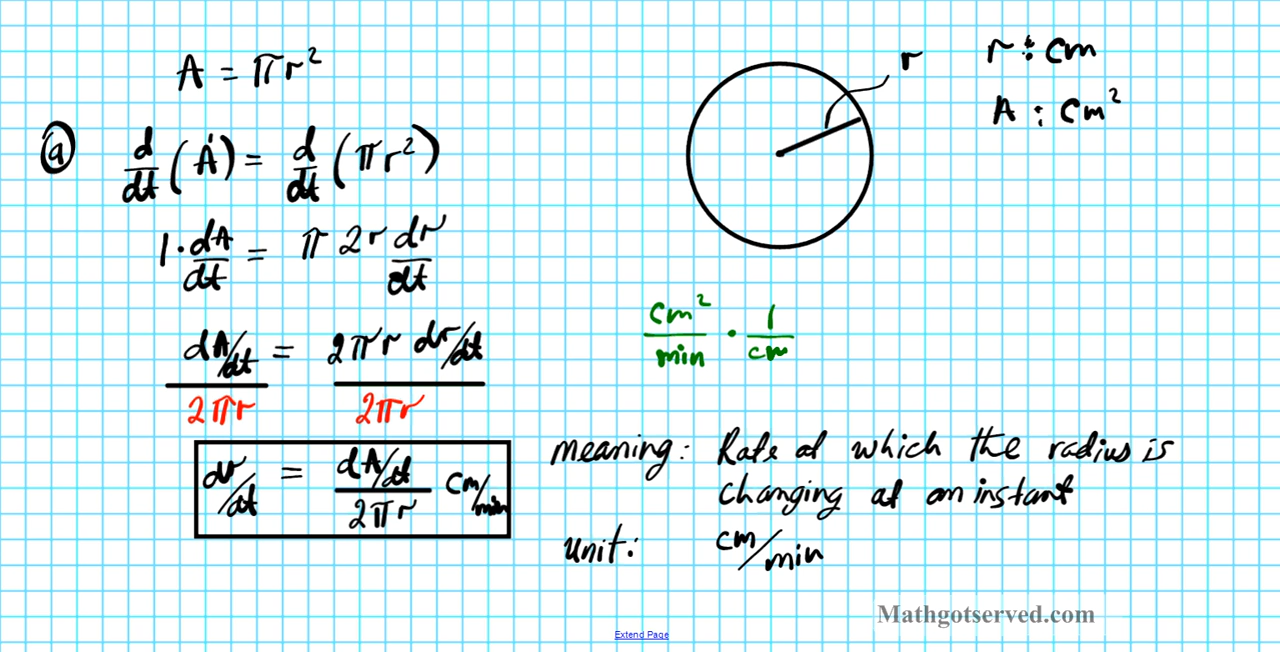 A = πr²
r : cm
A : cm²
r
ⓐ d/dt (A) = d/dt (πr²)
1 · dA/dt = π 2r dr/dt
cm²/min · 1/cm
dA/dt / 2πr = 2πr dr/dt / 2πr
dr/dt = dA/dt / 2πr cm/min
meaning: Rate at which the radius is
changing at an instant
unit: cm/min
Mathgotserved.com
Extend Page